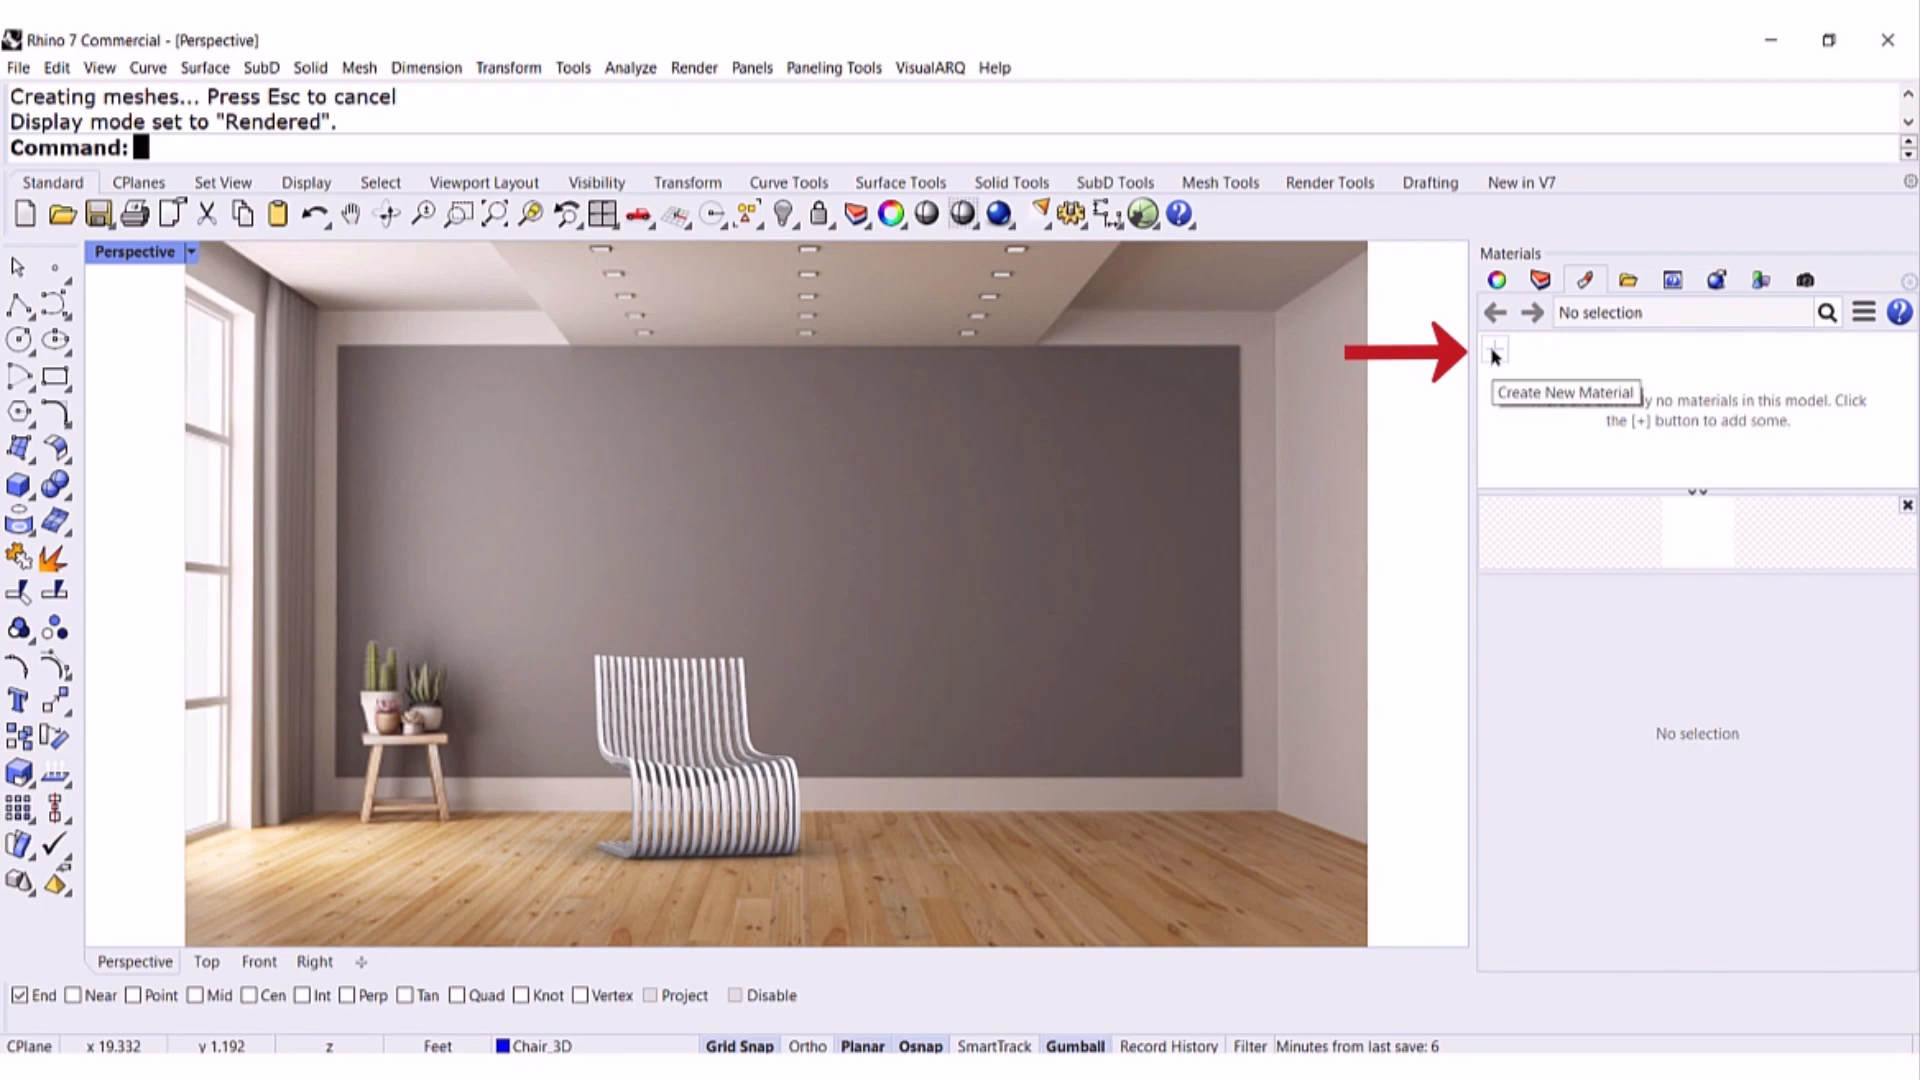 Rhino 7 Commercial - [Perspective]
File Edit View Curve Surface SubD Solid Mesh Dimension Transform Tools Analyze Render Panels Paneling Tools VisualARQ Help
Creating meshes... Press Esc to cancel
Display mode set to "Rendered".
Command:
Standard CPlanes Set View Display Select Viewport Layout Visibility Transform Curve Tools Surface Tools Solid Tools SubD Tools Mesh Tools Render Tools Drafting New in V7
Perspective
Materials
No selection
Create New Material
y no materials in this model. Click
the [+] button to add some.
No selection
Perspective Top Front Right
End Near Point Mid Cen Int Perp Tan Quad Knot Vertex Project Disable
CPlane x 19.332 y 1.192 z Feet Chair_3D Grid Snap Ortho Planar Osnap SmartTrack Gumball Record History Filter Minutes from last save: 6